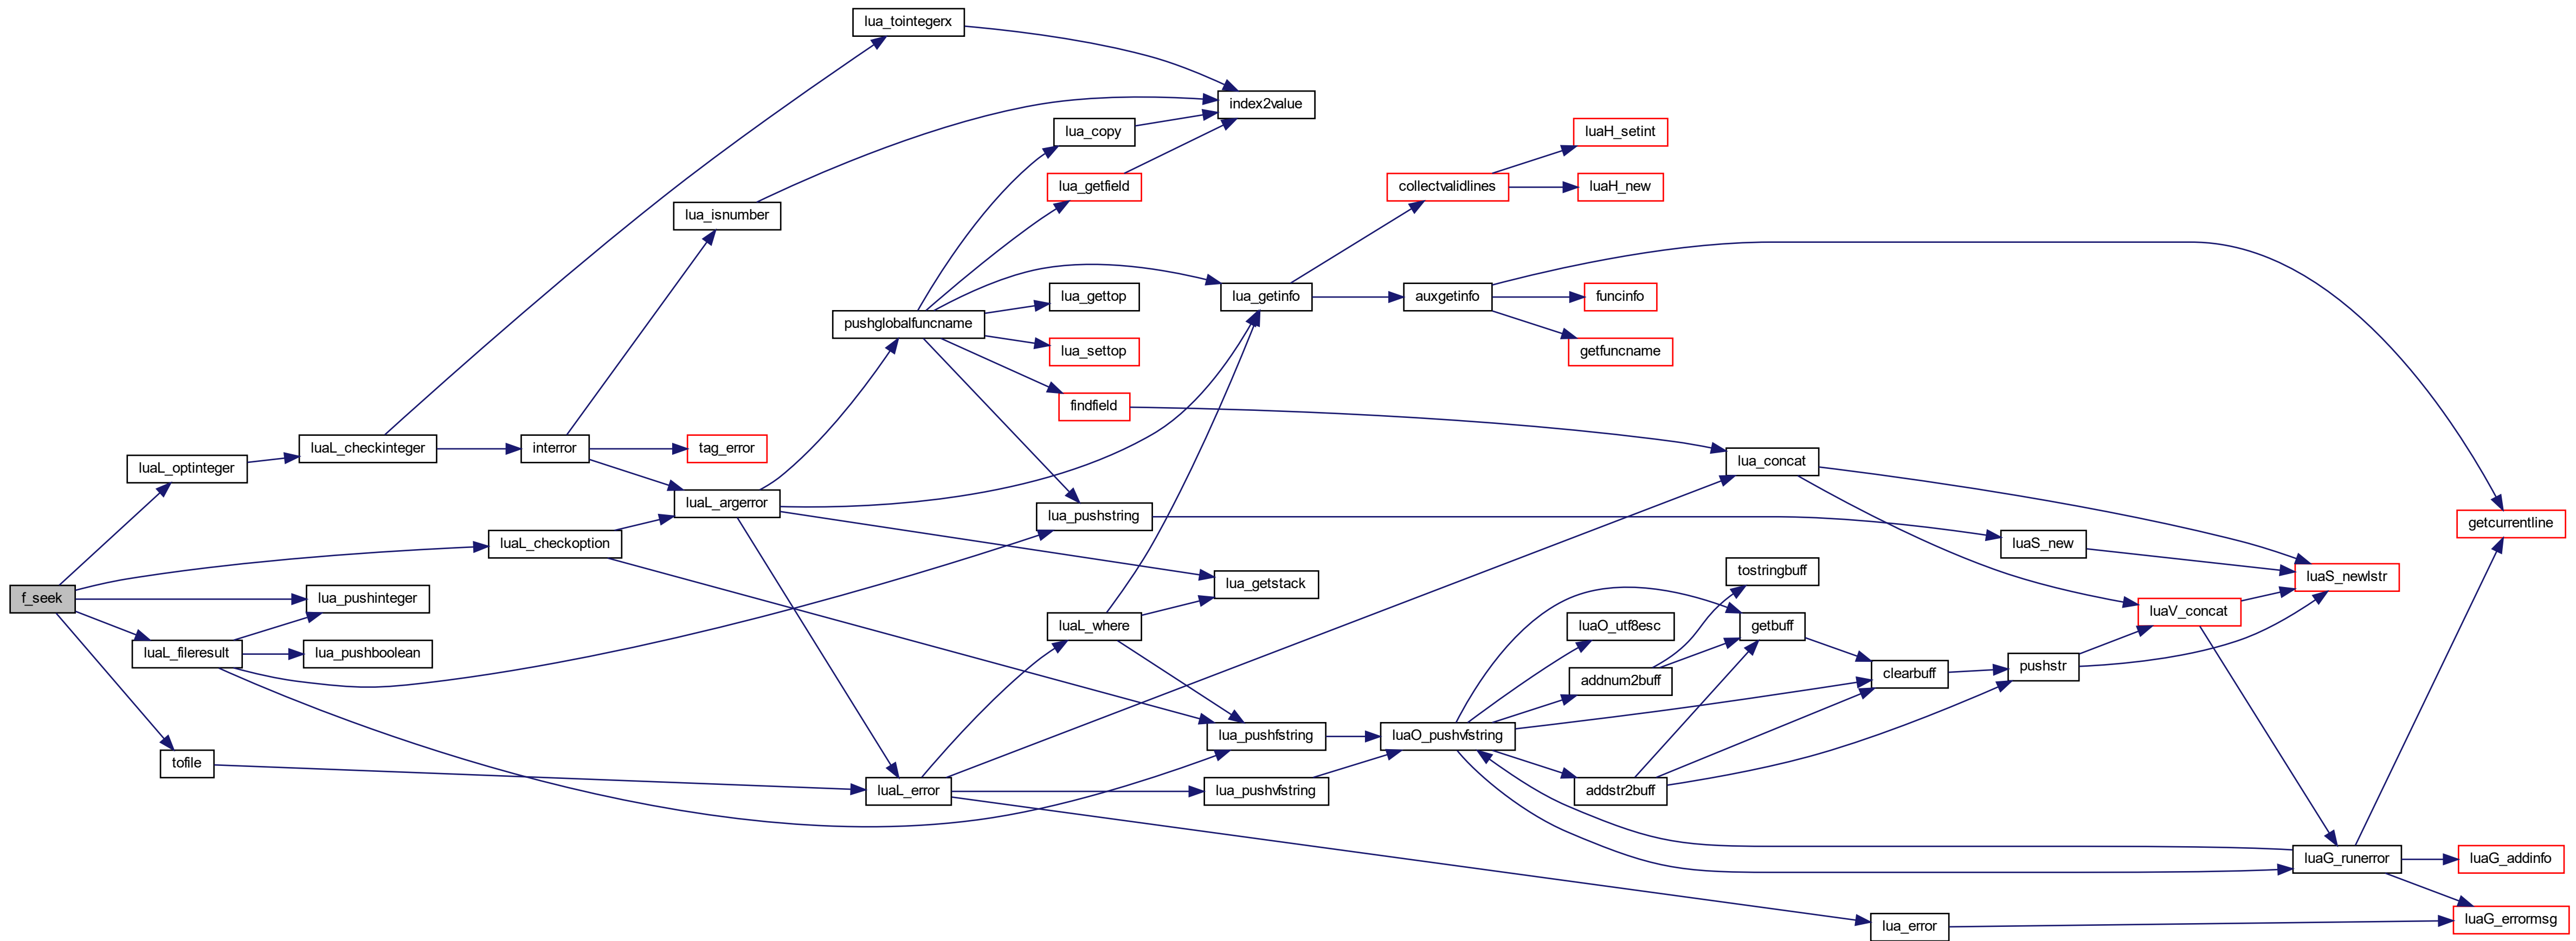 lua_tointegerx
index2value
lua_copy
luaH_setint
lua_getfield
collectvalidlines
luaH_new
lua_isnumber
lua_getinfo
auxgetinfo
funcinfo
lua_gettop
pushglobalfuncname
lua_settop
getfuncname
findfield
luaL_checkinteger
interror
tag_error
lua_concat
luaL_optinteger
luaL_argerror
lua_pushstring
getcurrentline
luaL_checkoption
luaS_new
tostringbuff
lua_getstack
luaS_newlstr
f_seek
lua_pushinteger
luaV_concat
luaL_where
luaO_utf8esc
getbuff
luaL_fileresult
lua_pushboolean
pushstr
clearbuff
addnum2buff
lua_pushfstring
luaO_pushvfstring
tofile
luaL_error
lua_pushvfstring
addstr2buff
luaG_runerror
luaG_addinfo
luaG_errormsg
lua_error